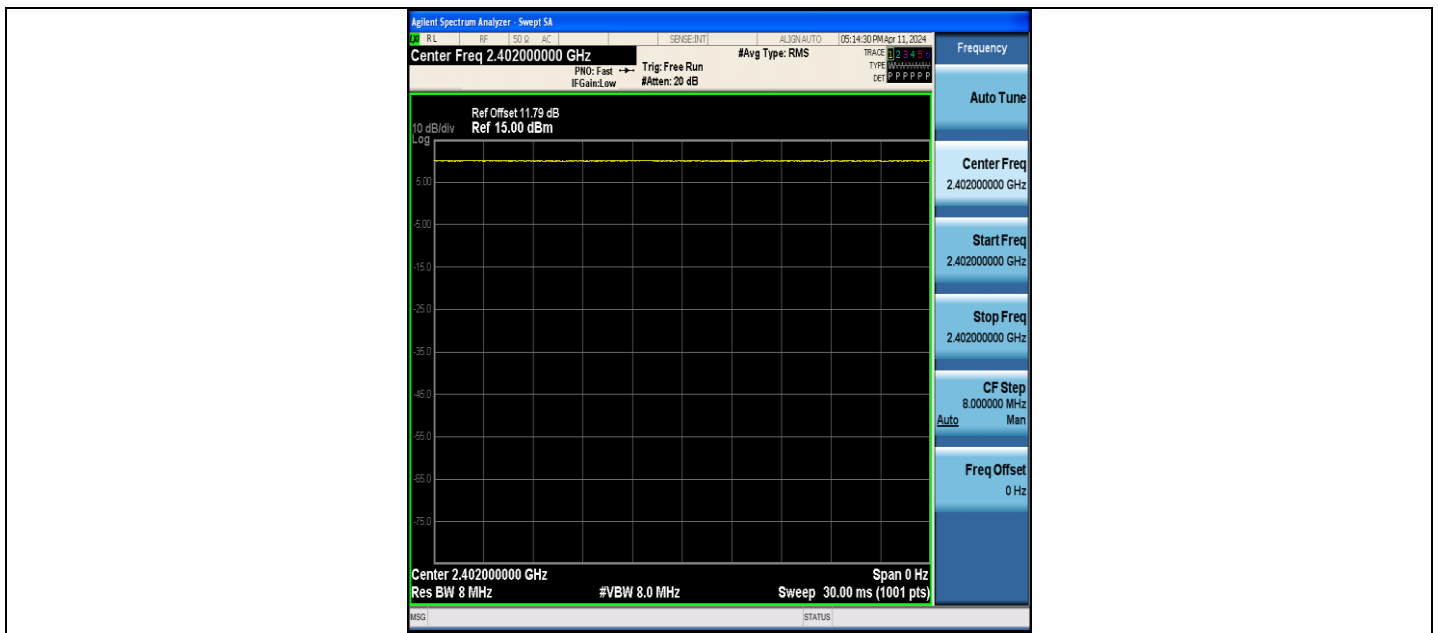 Agilent Spectrum Analyzer - Swept SA
RL RF 50 Ω AC SENSE:INT ALIGN AUTO 05:14:30 PM Apr 11, 2024
Center Freq 2.402000000 GHz
#Avg Type: RMS
TRACE 1 2 3 4 5 6
TYPE
DET P P P P P P
PNO: Fast
IFGain:Low
Trig: Free Run
#Atten: 20 dB
Ref Offset 11.79 dB
10 dB/div Ref 15.00 dBm
Log
5.00
-5.00
-15.0
-25.0
-35.0
-45.0
-55.0
-65.0
-75.0
Center 2.402000000 GHz Span 0 Hz
Res BW 8 MHz #VBW 8.0 MHz Sweep 30.00 ms (1001 pts)
MSG STATUS
Frequency
Auto Tune
Center Freq
2.402000000 GHz
Start Freq
2.402000000 GHz
Stop Freq
2.402000000 GHz
CF Step
8.000000 MHz
Auto Man
Freq Offset
0 Hz